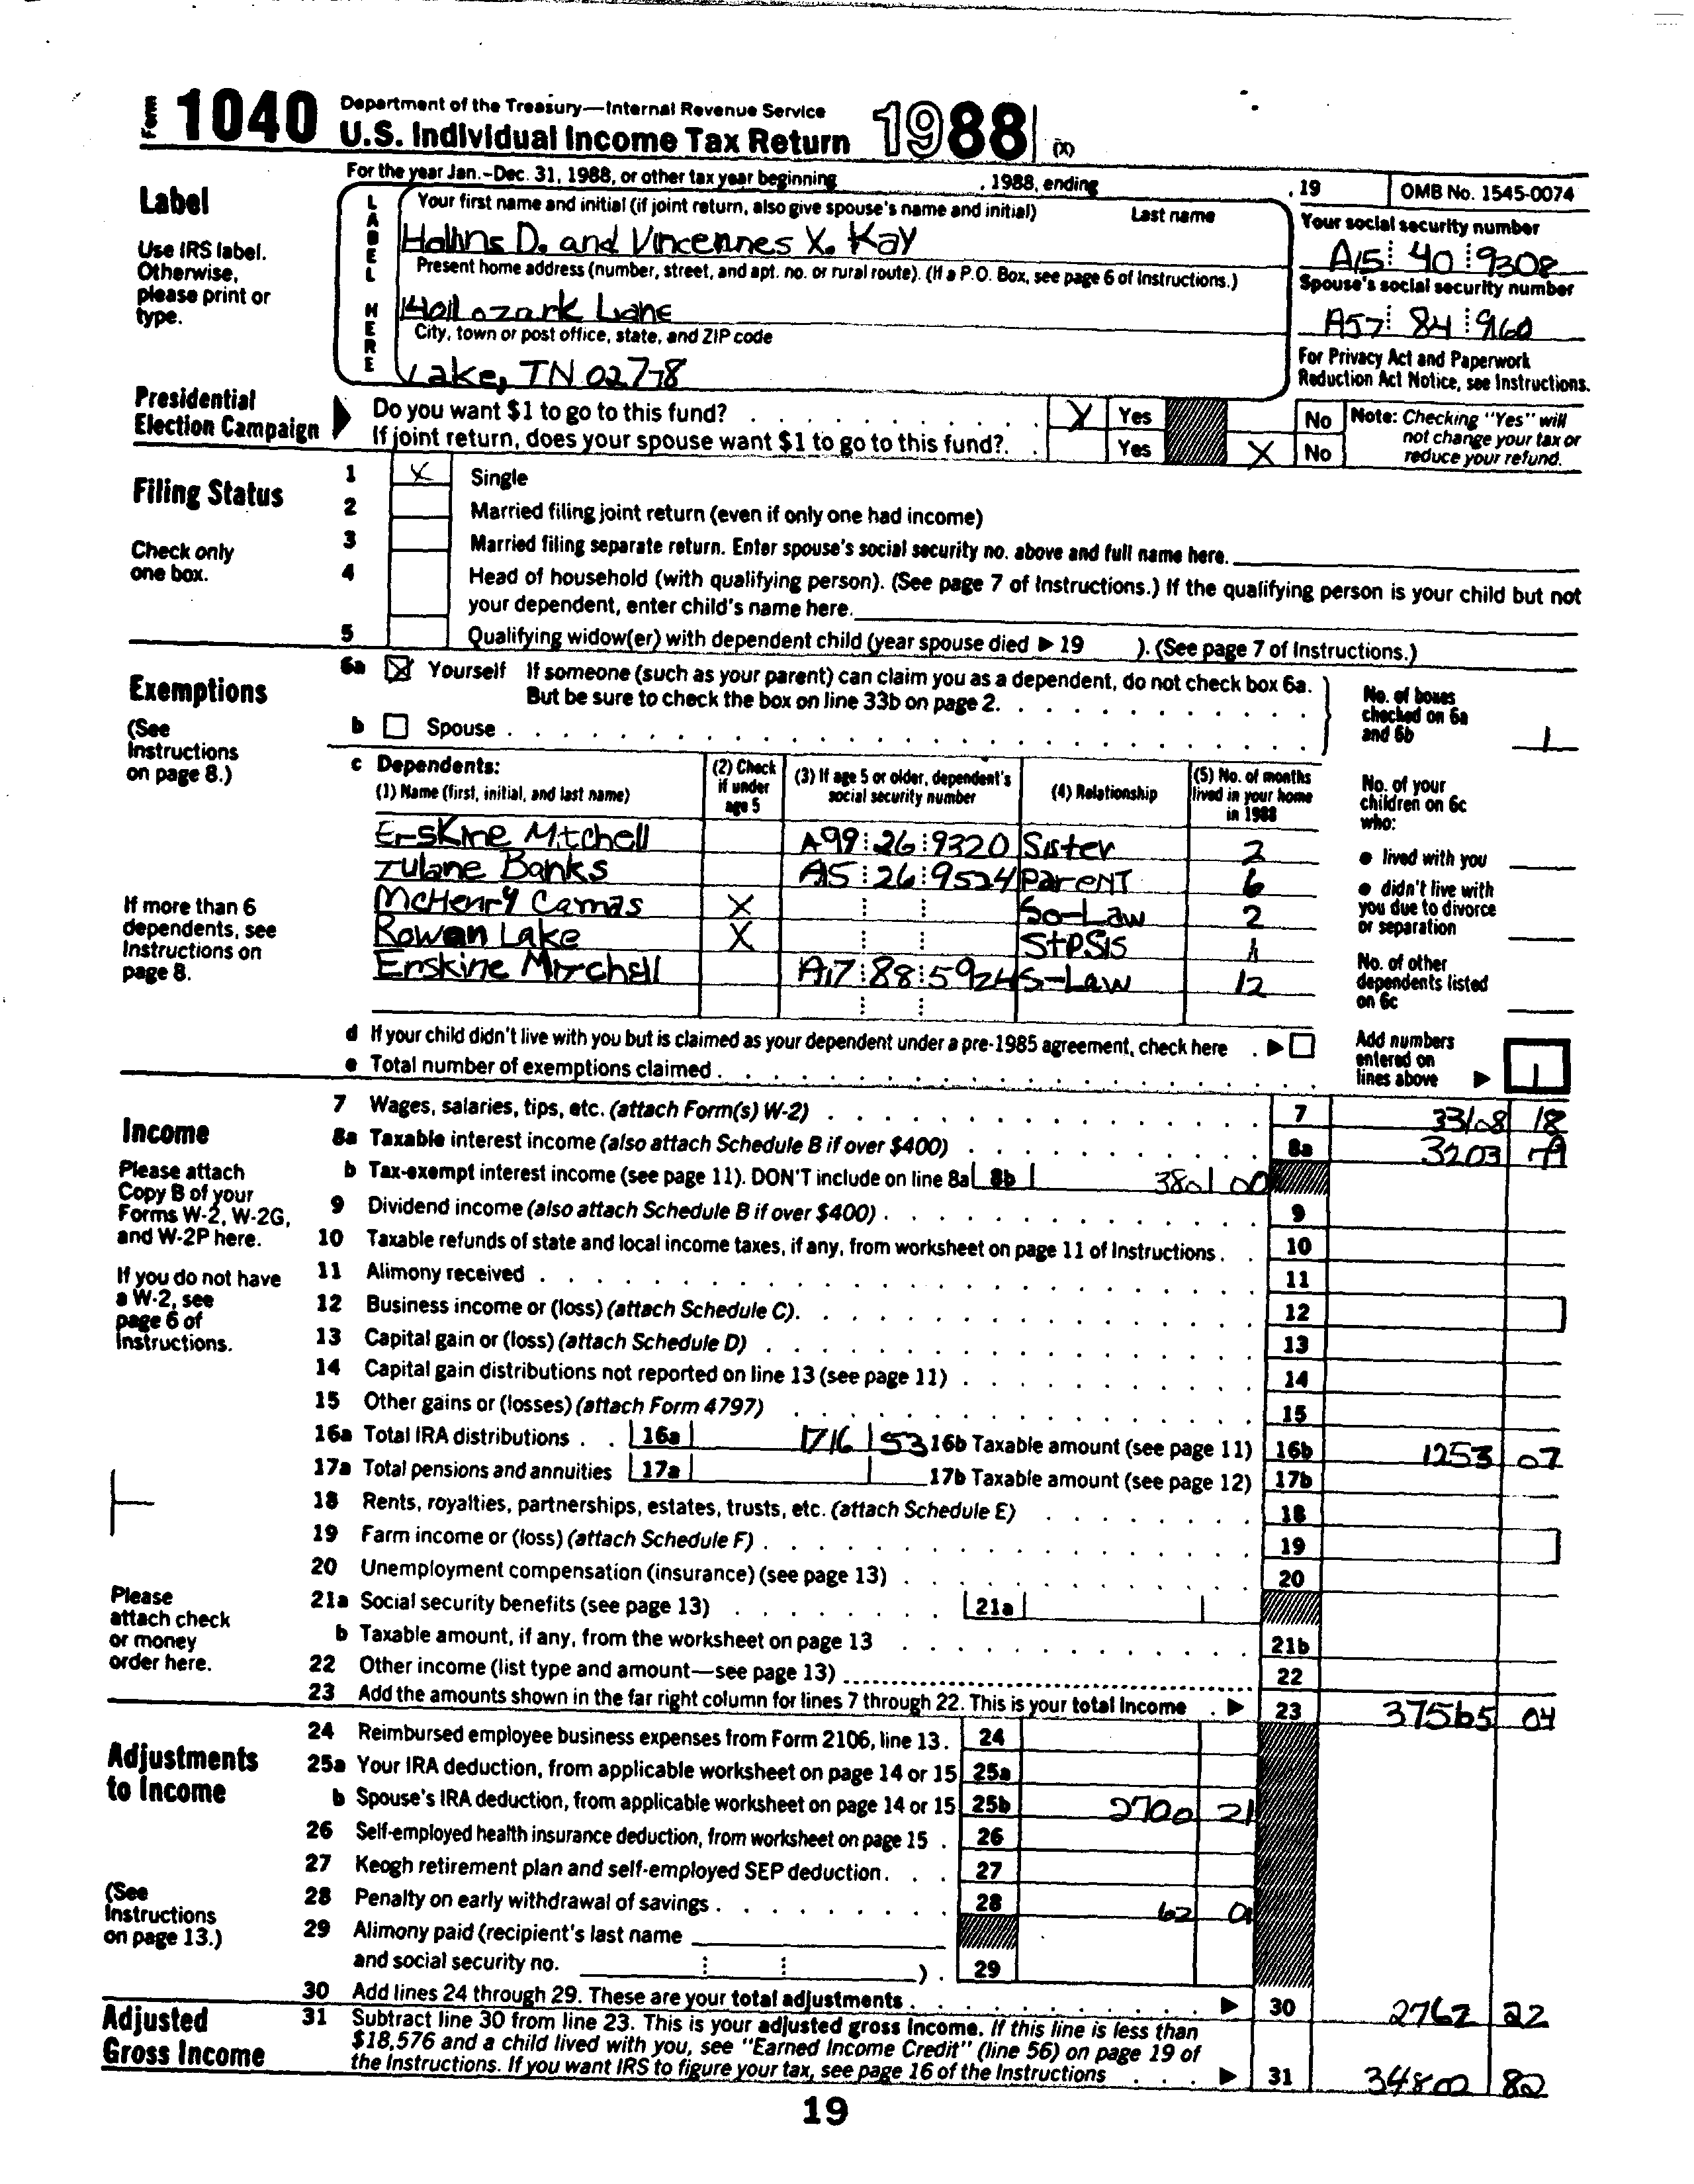 Form 1040 Department of the Treasury—Internal Revenue Service
U.S. Individual Income Tax Return 1988 (X)
For the year Jan.-Dec. 31, 1988, or other tax year beginning , 1988, ending , 19 OMB No. 1545-0074
Label
Use IRS label. Otherwise, please print or type.
LABEL HERE
Your first name and initial (if joint return, also give spouse's name and initial) Last name
D. and Vincennes X. Kay
Your social security number
A15 40 9308
Present home address (number, street, and apt. no. or rural route). (If a P.O. Box, see page 6 of Instructions.)
Lane
Spouse's social security number
A57 84 9160
City, town or post office, state, and ZIP code
Lake, TN 02778
For Privacy Act and Paperwork Reduction Act Notice, see Instructions.
Presidential Election Campaign
Do you want $1 to go to this fund? X Yes No
If joint return, does your spouse want $1 to go to this fund? Yes X No
Note: Checking "Yes" will not change your tax or reduce your refund.
Filing Status
Check only one box.
1 X Single
2 Married filing joint return (even if only one had income)
3 Married filing separate return. Enter spouse's social security no. above and full name here.
4 Head of household (with qualifying person). (See page 7 of Instructions.) If the qualifying person is your child but not
your dependent, enter child's name here.
5 Qualifying widow(er) with dependent child (year spouse died ▶ 19 ). (See page 7 of Instructions.)
Exemptions
(See Instructions on page 8.)
6a X Yourself If someone (such as your parent) can claim you as a dependent, do not check box 6a.
But be sure to check the box on line 33b on page 2.
b Spouse
No. of boxes checked on 6a and 6b 1
c Dependents:
(1) Name (first, initial, and last name) (2) Check if under age 5 (3) If age 5 or older, dependent's social security number (4) Relationship (5) No. of months lived in your home in 1988
Erskine Mitchell A99 26 9320 Sister 2
Tulane Banks A5 26 9524 Parent 6
McHenry Camas X So-Law 2
Rowan Lake X StpSis 1
Erskine Mitchell A17 88 5924 S-Law 12
If more than 6 dependents, see Instructions on page 8.
No. of your children on 6c who:
● lived with you
● didn't live with you due to divorce or separation
No. of other dependents listed on 6c
d If your child didn't live with you but is claimed as your dependent under a pre-1985 agreement, check here ▶
e Total number of exemptions claimed
Add numbers entered on lines above ▶ 1
Income
Please attach Copy B of your Forms W-2, W-2G, and W-2P here.
If you do not have a W-2, see page 6 of Instructions.
Please attach check or money order here.
7 Wages, salaries, tips, etc. (attach Form(s) W-2) 7 33108 18
8a Taxable interest income (also attach Schedule B if over $400) 8a 3203 79
b Tax-exempt interest income (see page 11). DON'T include on line 8a 8b 380 00
9 Dividend income (also attach Schedule B if over $400) 9
10 Taxable refunds of state and local income taxes, if any, from worksheet on page 11 of Instructions. 10
11 Alimony received 11
12 Business income or (loss) (attach Schedule C) 12
13 Capital gain or (loss) (attach Schedule D) 13
14 Capital gain distributions not reported on line 13 (see page 11) 14
15 Other gains or (losses) (attach Form 4797) 15
16a Total IRA distributions 16a 1716 53 16b Taxable amount (see page 11) 16b 1253 07
17a Total pensions and annuities 17a 17b Taxable amount (see page 12) 17b
18 Rents, royalties, partnerships, estates, trusts, etc. (attach Schedule E) 18
19 Farm income or (loss) (attach Schedule F) 19
20 Unemployment compensation (insurance) (see page 13) 20
21a Social security benefits (see page 13) 21a
b Taxable amount, if any, from the worksheet on page 13 21b
22 Other income (list type and amount—see page 13) 22
23 Add the amounts shown in the far right column for lines 7 through 22. This is your total income ▶ 23 37565 04
Adjustments to Income
(See Instructions on page 13.)
24 Reimbursed employee business expenses from Form 2106, line 13. 24
25a Your IRA deduction, from applicable worksheet on page 14 or 15 25a
b Spouse's IRA deduction, from applicable worksheet on page 14 or 15 25b 2700 21
26 Self-employed health insurance deduction, from worksheet on page 15 26
27 Keogh retirement plan and self-employed SEP deduction 27
28 Penalty on early withdrawal of savings 28 62 01
29 Alimony paid (recipient's last name
and social security no. ) 29
30 Add lines 24 through 29. These are your total adjustments ▶ 30 2762 22
Adjusted Gross Income
31 Subtract line 30 from line 23. This is your adjusted gross income. If this line is less than
$18,576 and a child lived with you, see "Earned Income Credit" (line 56) on page 19 of
the Instructions. If you want IRS to figure your tax, see page 16 of the Instructions ▶ 31 34800 82
19